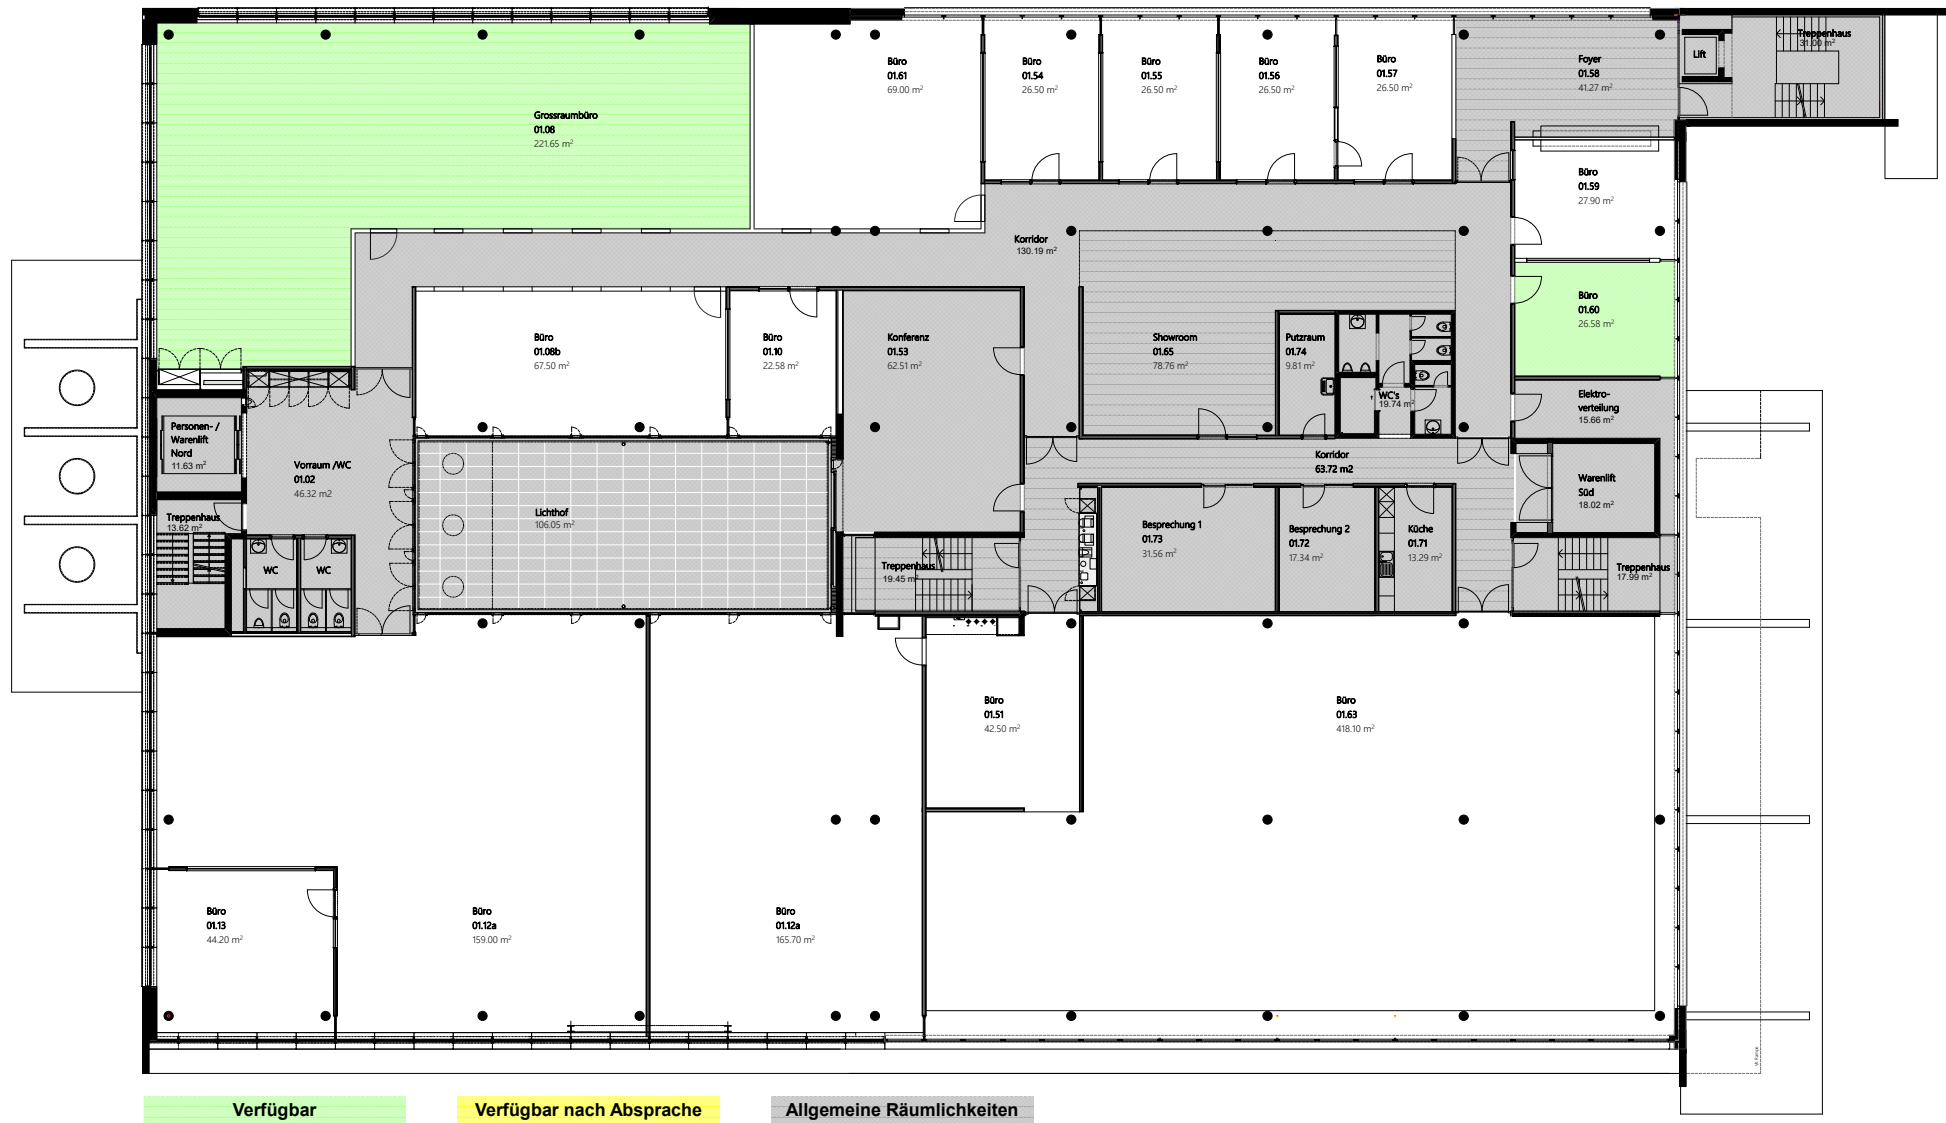 Büro
01.61
69.00 m²
Büro
01.54
26.50 m²
Büro
01.55
26.50 m²
Büro
01.56
26.50 m²
Büro
01.57
26.50 m²
Foyer
01.58
41.27 m²
Lift
Treppenhaus
31.00 m²
Grossraumbüro
01.08
221.65 m²
Büro
01.59
27.90 m²
Korridor
130.19 m²
Büro
01.60
26.58 m²
Büro
01.08b
67.50 m²
Büro
01.10
22.58 m²
Konferenz
01.53
62.51 m²
Showroom
01.65
78.76 m²
Putzraum
01.74
9.81 m²
WC's
19.74 m²
Elektro-
verteilung
15.66 m²
Personen- /
Warenlift
Nord
11.63 m²
Vorraum /WC
01.02
46.32 m2
Korridor
63.72 m2
Warenlift
Süd
18.02 m²
Treppenhaus
13.62 m²
Lichthof
106.05 m²
Besprechung 1
01.73
31.56 m²
Besprechung 2
01.72
17.34 m²
Küche
01.71
13.29 m²
WC
WC
Treppenhaus
19.45 m²
Treppenhaus
17.99 m²
Büro
01.51
42.50 m²
Büro
01.63
418.10 m²
Büro
01.13
44.20 m²
Büro
01.12a
159.00 m²
Büro
01.12a
165.70 m²
Verfügbar
Verfügbar nach Absprache
Allgemeine Räumlichkeiten